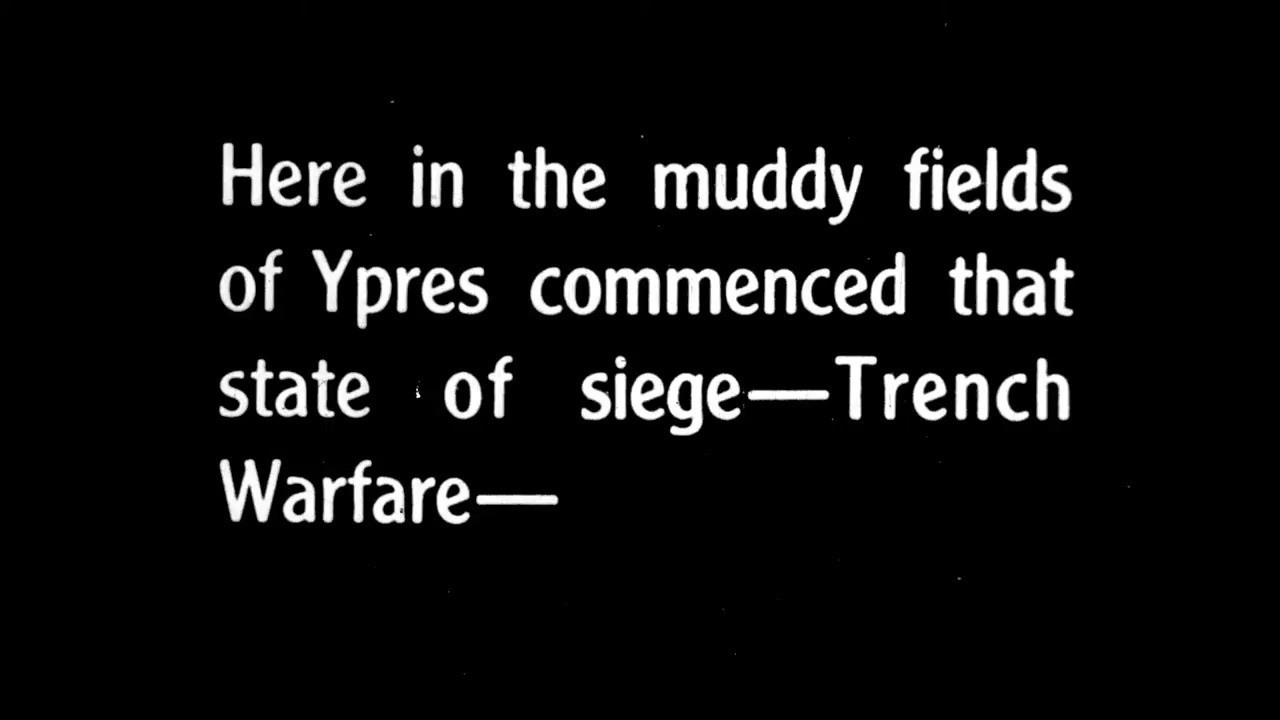 Here in the muddy fields
of Ypres commenced that
state of siege—Trench
Warfare—